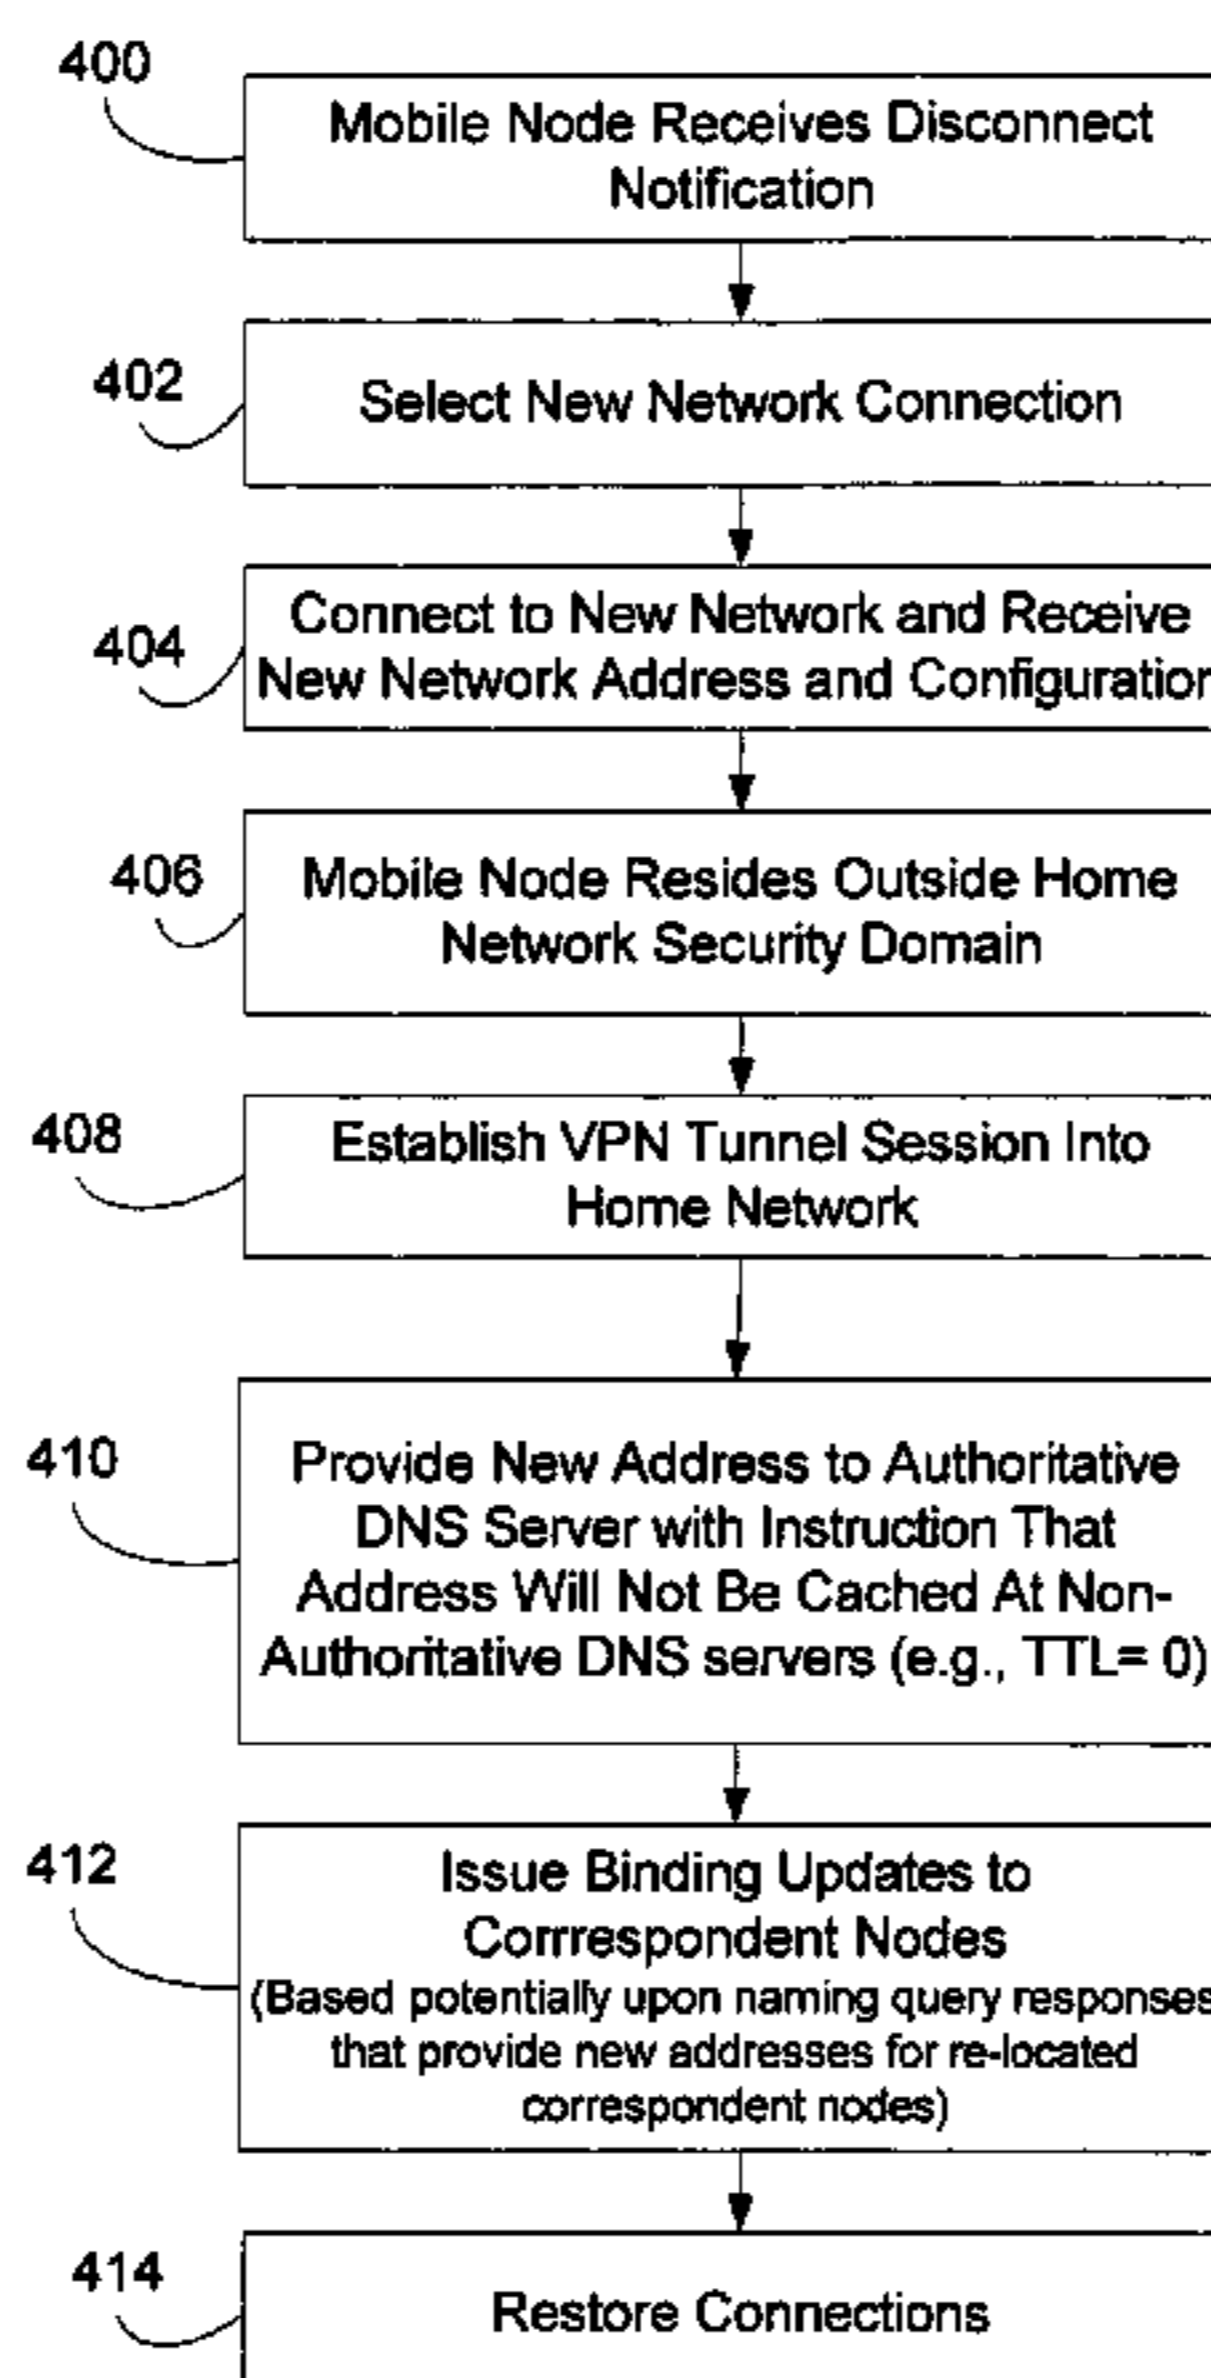 400
Mobile Node Receives Disconnect
Notification
402
Select New Network Connection
404
Connect to New Network and Receive
New Network Address and Configuration
406
Mobile Node Resides Outside Home
Network Security Domain
408
Establish VPN Tunnel Session Into
Home Network
410
Provide New Address to Authoritative
DNS Server with Instruction That
Address Will Not Be Cached At Non-
Authoritative DNS servers (e.g., TTL= 0)
412
Issue Binding Updates to
Corrrespondent Nodes
(Based potentially upon naming query responses
that provide new addresses for re-located
correspondent nodes)
414
Restore Connections